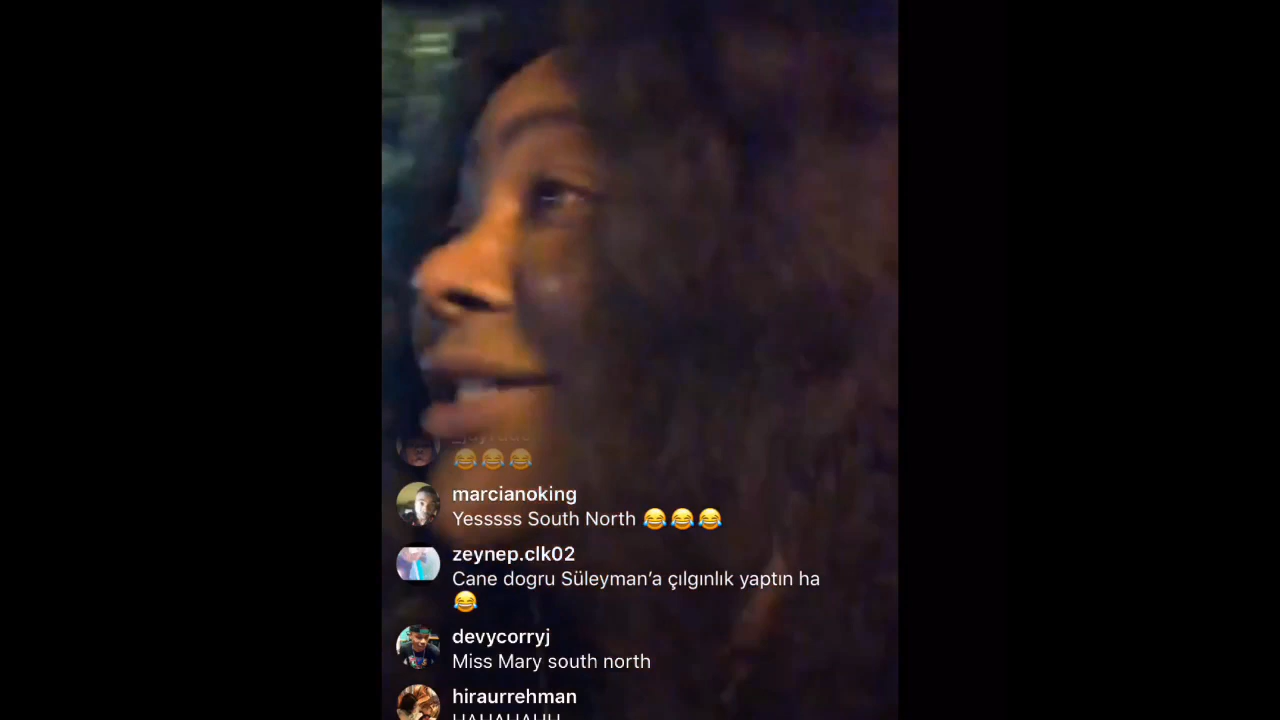 😂😂😂
marcianoking
Yesssss South North 😂😂😂
zeynep.clk02
Cane dogru Süleyman’a çılgınlık yaptın ha
😂
devycorryj
Miss Mary south north
hiraurrehman